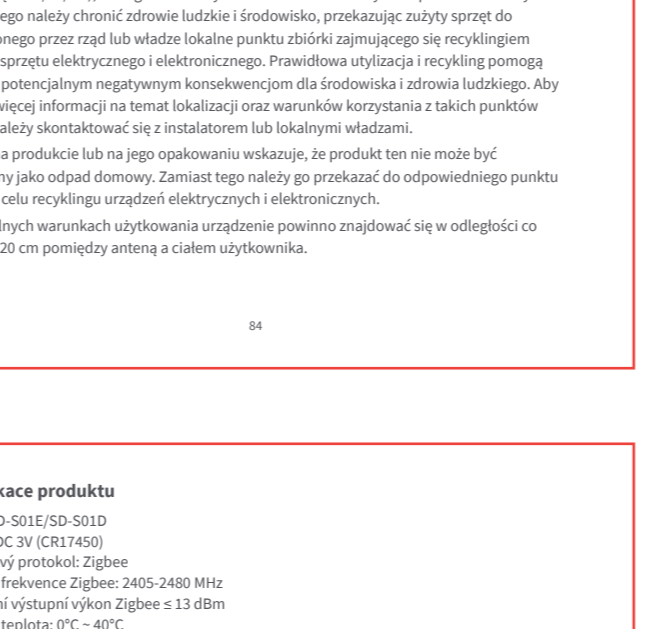 ego należy chronić zdrowie ludzkie i środowisko, przekazując zużyty sprzęt do
onego przez rząd lub władze lokalne punktu zbiórki zajmującego się recyklingiem
sprzętu elektrycznego i elektronicznego. Prawidłowa utylizacja i recykling pomogą
potencjalnym negatywnym konsekwencjom dla środowiska i zdrowia ludzkiego. Aby
więcej informacji na temat lokalizacji oraz warunków korzystania z takich punktów
ależy skontaktować się z instalatorem lub lokalnymi władzami.
a produkcie lub na jego opakowaniu wskazuje, że produkt ten nie może być
ny jako odpad domowy. Zamiast tego należy go przekazać do odpowiedniego punktu
celu recyklingu urządzeń elektrycznych i elektronicznych.
lnych warunkach użytkowania urządzenie powinno znajdować się w odległości co
20 cm pomiędzy anteną a ciałem użytkownika.
84
kace produktu
D-S01E/SD-S01D
DC 3V (CR17450)
vý protokol: Zigbee
frekvence Zigbee: 2405-2480 MHz
ní výstupní výkon Zigbee ≤ 13 dBm
teplota: 0°C ~ 40°C